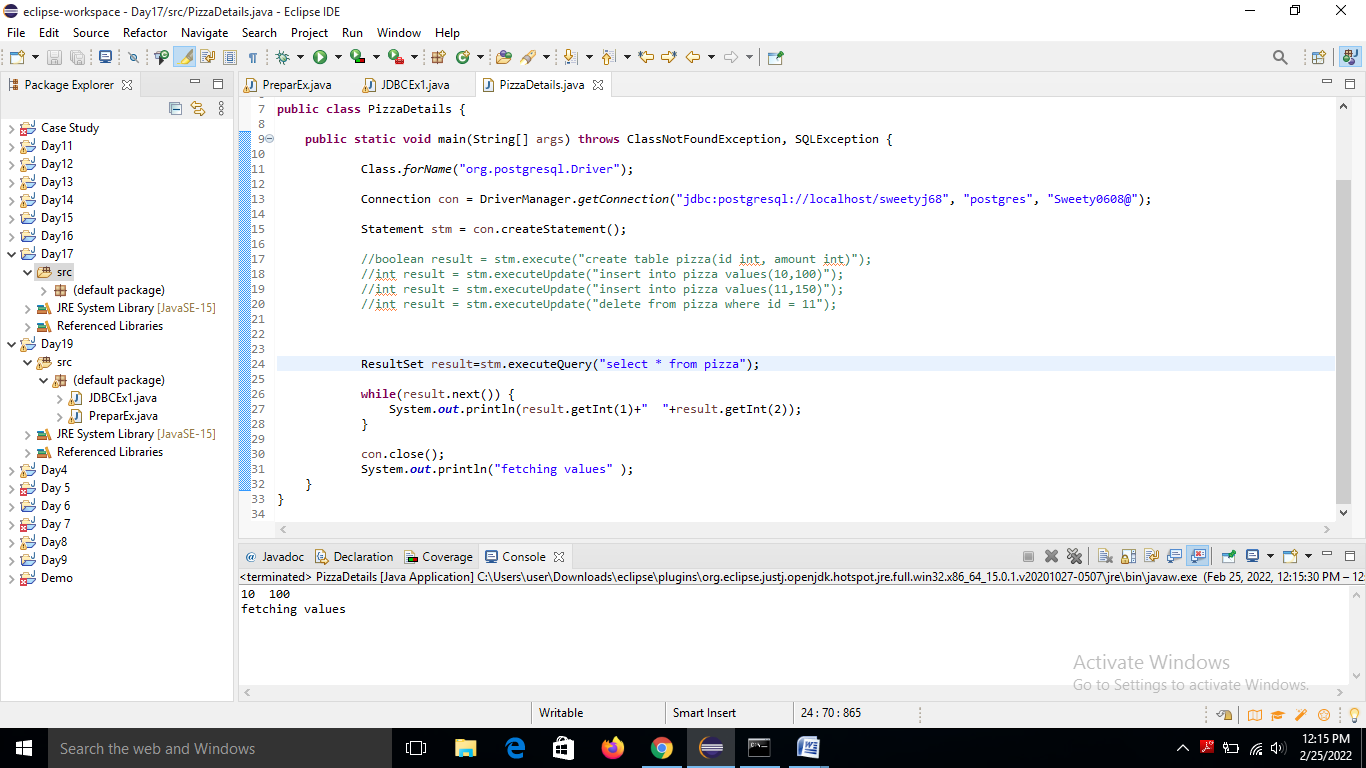 eclipse-workspace - Day17/src/PizzaDetails.java - Eclipse IDE
File Edit Source Refactor Navigate Search Project Run Window Help
Package Explorer
PreparEx.java JDBCEx1.java PizzaDetails.java
Case Study
Day11
Day12
Day13
Day14
Day15
Day16
Day17
src
(default package)
JRE System Library [JavaSE-15]
Referenced Libraries
Day19
src
(default package)
JDBCEx1.java
PreparEx.java
JRE System Library [JavaSE-15]
Referenced Libraries
Day4
Day 5
Day 6
Day 7
Day8
Day9
Demo
7 public class PizzaDetails {
8
9 public static void main(String[] args) throws ClassNotFoundException, SQLException {
10
11 Class.forName("org.postgresql.Driver");
12
13 Connection con = DriverManager.getConnection("jdbc:postgresql://localhost/sweetyj68", "postgres", "Sweety0608@");
14
15 Statement stm = con.createStatement();
16
17 //boolean result = stm.execute("create table pizza(id int, amount int)");
18 //int result = stm.executeUpdate("insert into pizza values(10,100)");
19 //int result = stm.executeUpdate("insert into pizza values(11,150)");
20 //int result = stm.executeUpdate("delete from pizza where id = 11");
21
22
23
24 ResultSet result=stm.executeQuery("select * from pizza");
25
26 while(result.next()) {
27 System.out.println(result.getInt(1)+"  "+result.getInt(2));
28 }
29
30 con.close();
31 System.out.println("fetching values" );
32 }
33 }
34
@ Javadoc Declaration Coverage Console
<terminated> PizzaDetails [Java Application] C:\Users\user\Downloads\eclipse\plugins\org.eclipse.justj.openjdk.hotspot.jre.full.win32.x86_64_15.0.1.v20201027-0507\jre\bin\javaw.exe (Feb 25, 2022, 12:15:30 PM – 12
10  100
fetching values
Activate Windows
Go to Settings to activate Windows.
Writable Smart Insert 24 : 70 : 865
Search the web and Windows
12:15 PM
2/25/2022